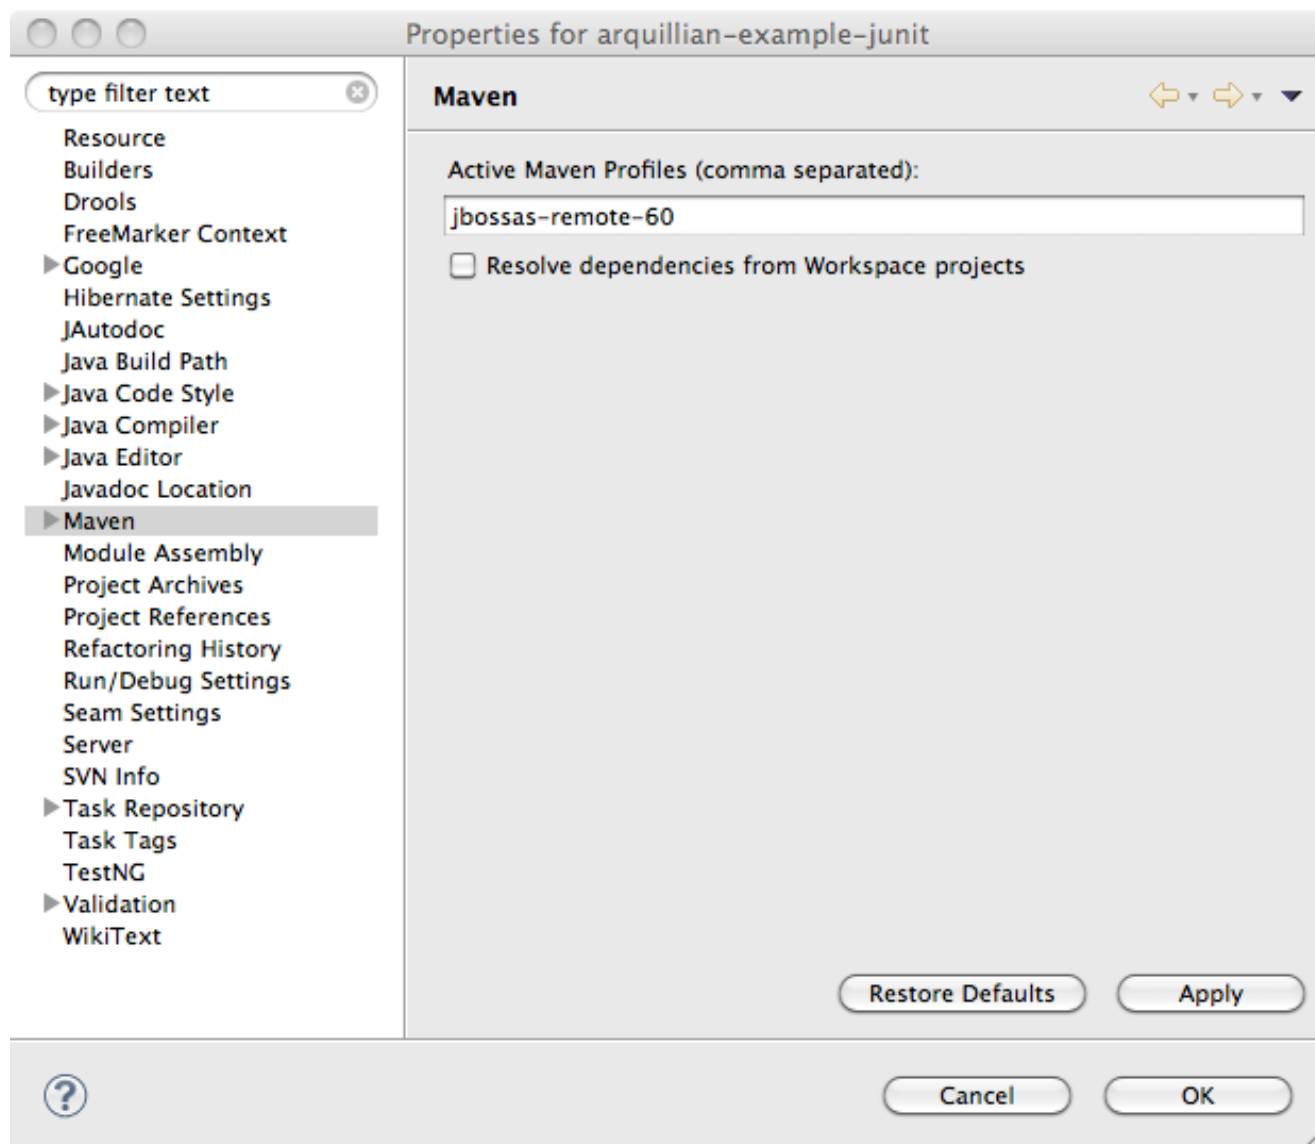 Properties for arquillian-example-junit
type filter text
Resource
Builders
Drools
FreeMarker Context
Google
Hibernate Settings
JAutodoc
Java Build Path
Java Code Style
Java Compiler
Java Editor
Javadoc Location
Maven
Module Assembly
Project Archives
Project References
Refactoring History
Run/Debug Settings
Seam Settings
Server
SVN Info
Task Repository
Task Tags
TestNG
Validation
WikiText
Maven
Active Maven Profiles (comma separated):
jbossas-remote-60
Resolve dependencies from Workspace projects
Restore Defaults
Apply
?
Cancel
OK